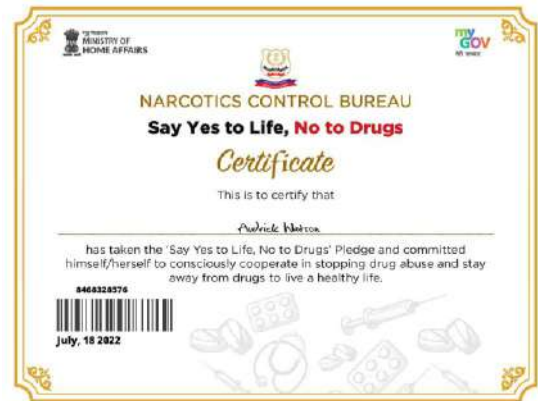 MINISTRY OF
HOME AFFAIRS
my
GOV
मेरी सरकार
NARCOTICS CONTROL BUREAU
Say Yes to Life, No to Drugs
Certificate
This is to certify that
Watson
has taken the 'Say Yes to Life, No to Drugs' Pledge and committed
himself/herself to consciously cooperate in stopping drug abuse and stay
away from drugs to live a healthy life.
8468328576
July, 18 2022